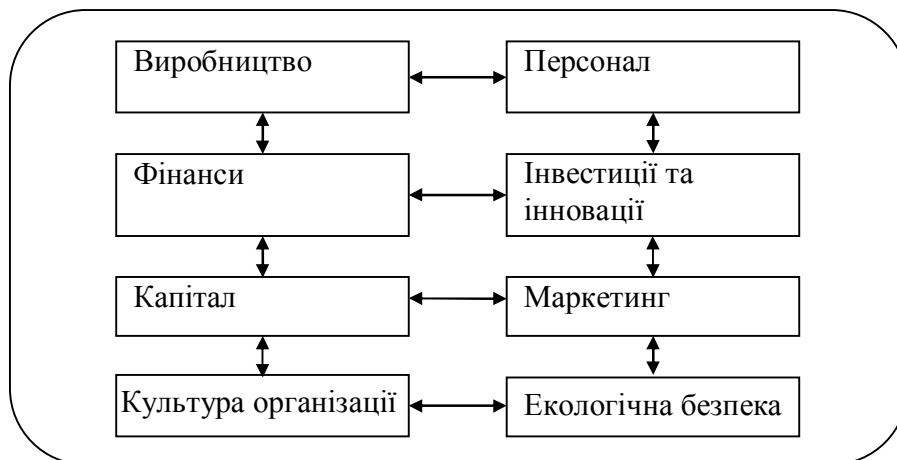 Виробництво
Персонал
Фінанси
Інвестиції та
інновації
Капітал
Маркетинг
Культура організації
Екологічна безпека